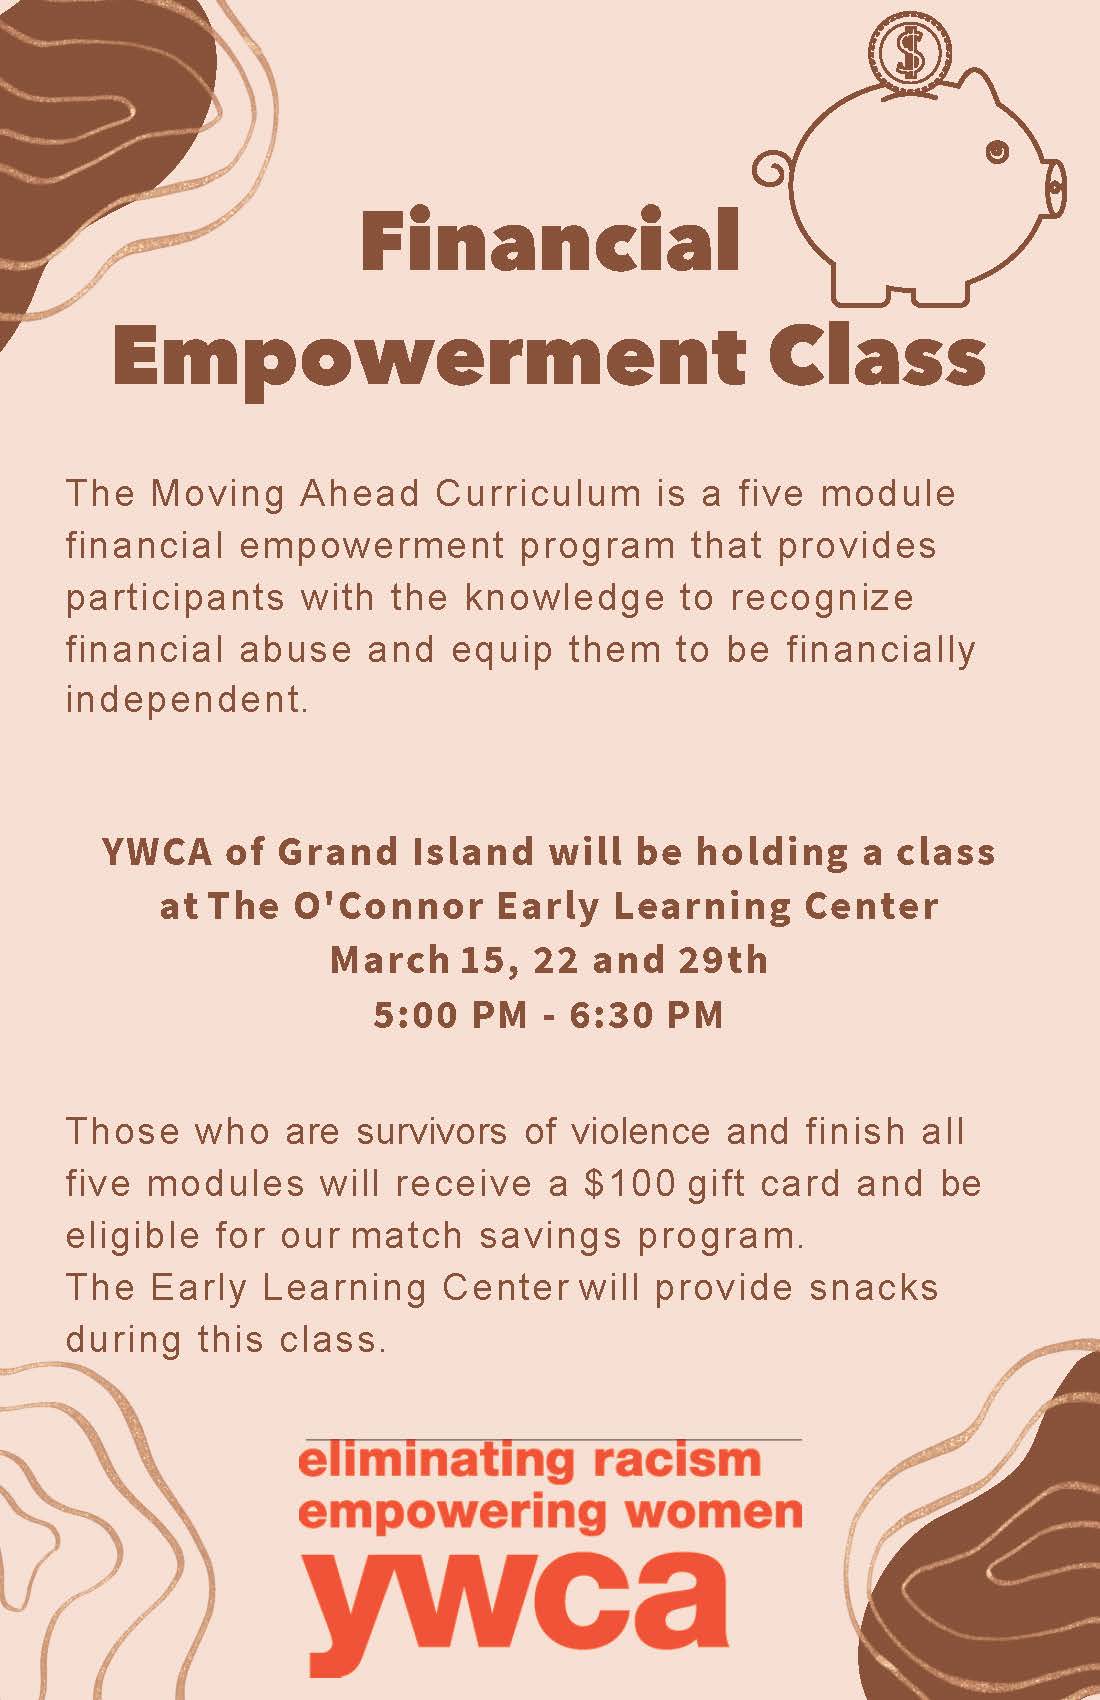 Financial
Empowerment Class
The Moving Ahead Curriculum is a five module
financial empowerment program that provides
participants with the knowledge to recognize
financial abuse and equip them to be financially
independent.
YWCA of Grand Island will be holding a class
at The O'Connor Early Learning Center
March 15, 22 and 29th
5:00 PM - 6:30 PM
Those who are survivors of violence and finish all
five modules will receive a $100 gift card and be
eligible for our match savings program.
The Early Learning Center will provide snacks
during this class.
eliminating racism
empowering women
ywca